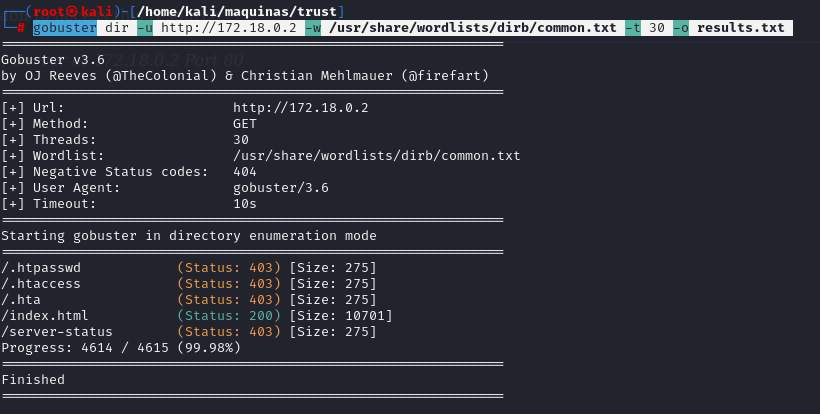 (root㉿kali)-[/home/kali/maquinas/trust]
# gobuster dir -u http://172.18.0.2 -w /usr/share/wordlists/dirb/common.txt -t 30 -o results.txt
Gobuster v3.6
by OJ Reeves (@TheColonial) & Christian Mehlmauer (@firefart)
[+] Url: http://172.18.0.2
[+] Method: GET
[+] Threads: 30
[+] Wordlist: /usr/share/wordlists/dirb/common.txt
[+] Negative Status codes: 404
[+] User Agent: gobuster/3.6
[+] Timeout: 10s
Starting gobuster in directory enumeration mode
/.htpasswd (Status: 403) [Size: 275]
/.htaccess (Status: 403) [Size: 275]
/.hta (Status: 403) [Size: 275]
/index.html (Status: 200) [Size: 10701]
/server-status (Status: 403) [Size: 275]
Progress: 4614 / 4615 (99.98%)
Finished